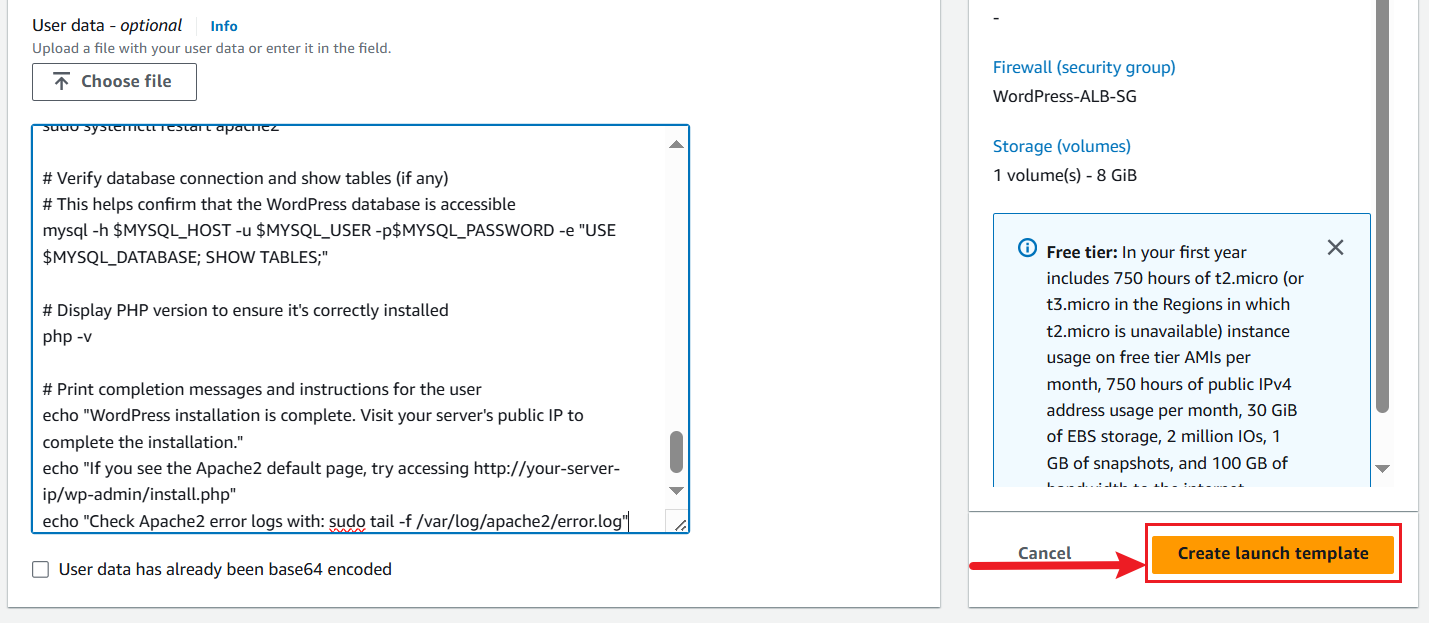 User data - optional
Info
Upload a file with your user data or enter it in the field.
Choose file
sudo systemctl restart apache2
# Verify database connection and show tables (if any)
# This helps confirm that the WordPress database is accessible
mysql -h $MYSQL_HOST -u $MYSQL_USER -p$MYSQL_PASSWORD -e "USE
$MYSQL_DATABASE; SHOW TABLES;"
# Display PHP version to ensure it's correctly installed
php -v
# Print completion messages and instructions for the user
echo "WordPress installation is complete. Visit your server's public IP to
complete the installation."
echo "If you see the Apache2 default page, try accessing http://your-server-
ip/wp-admin/install.php"
echo "Check Apache2 error logs with: sudo tail -f /var/log/apache2/error.log"
User data has already been base64 encoded
-
Firewall (security group)
WordPress-ALB-SG
Storage (volumes)
1 volume(s) - 8 GiB
Free tier: In your first year
includes 750 hours of t2.micro (or
t3.micro in the Regions in which
t2.micro is unavailable) instance
usage on free tier AMIs per
month, 750 hours of public IPv4
address usage per month, 30 GiB
of EBS storage, 2 million IOs, 1
GB of snapshots, and 100 GB of
bandwidth to the internet
Cancel
Create launch template